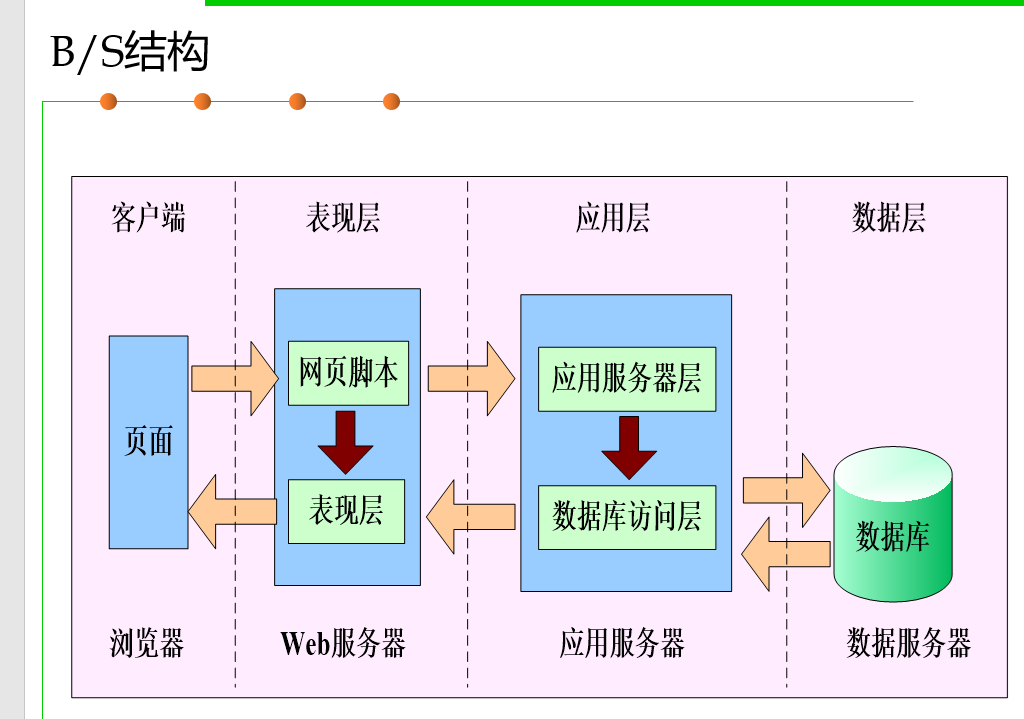 B/S结构
客户端
表现层
应用层
数据层
页面
网页脚本
表现层
应用服务器层
数据库访问层
数据库
浏览器
Web服务器
应用服务器
数据服务器